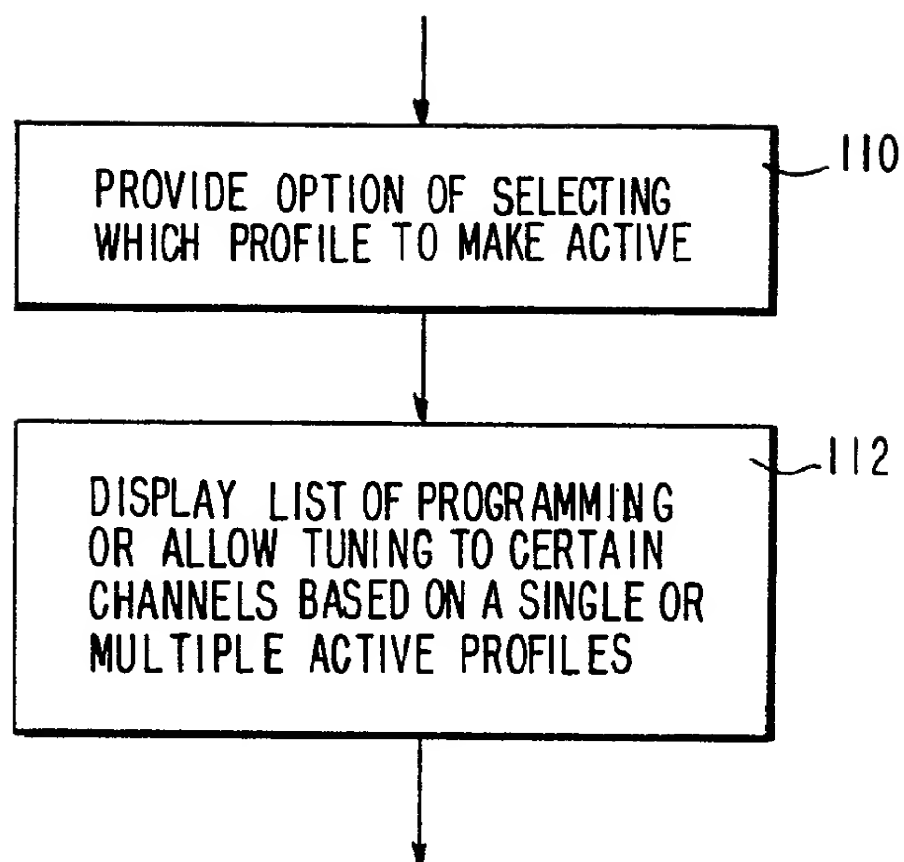 PROVIDE OPTION OF SELECTING
WHICH PROFILE TO MAKE ACTIVE
110
DISPLAY LIST OF PROGRAMMING
OR ALLOW TUNING TO CERTAIN
CHANNELS BASED ON A SINGLE OR
MULTIPLE ACTIVE PROFILES
112